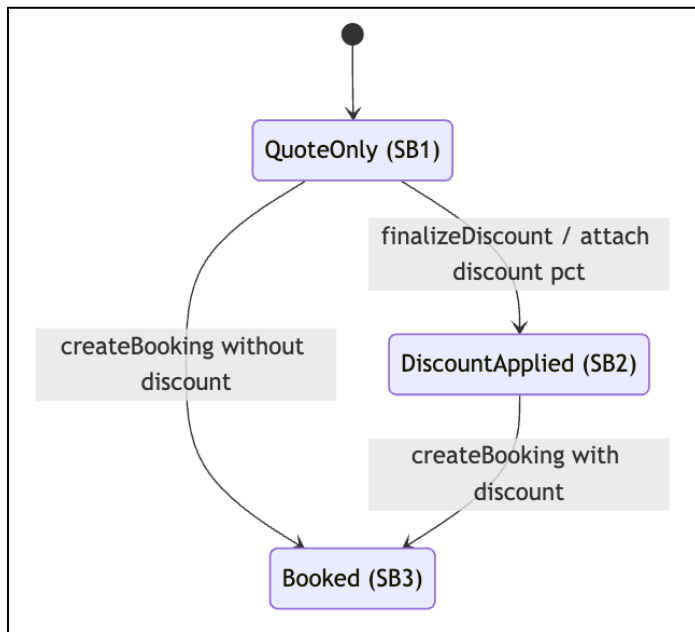 QuoteOnly (SB1)
finalizeDiscount / attach
discount pct
createBooking without
discount
DiscountApplied (SB2)
createBooking with
discount
Booked (SB3)